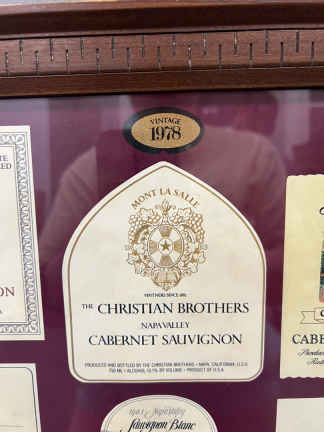 VINTAGE
1978
MONT LA SALLE
VINTNERS SINCE 1882
THE CHRISTIAN BROTHERS
NAPA VALLEY
CABERNET SAUVIGNON
PRODUCED AND BOTTLED BY THE CHRISTIAN BROTHERS • NAPA, CALIFORNIA, U.S.A.
CABE
Sauvignon Blanc